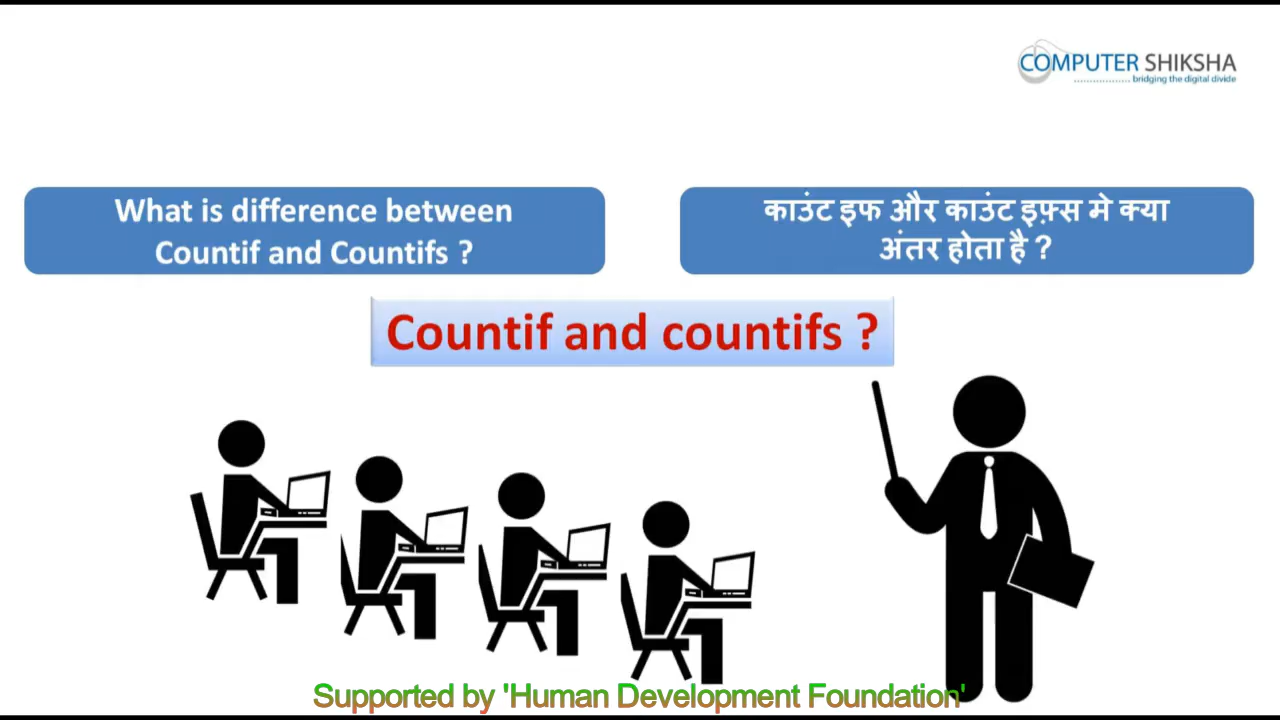 COMPUTER SHIKSHA
bridging the digital divide
What is difference between
Countif and Countifs ?
काउंट इफ और काउंट इफ़्स मे क्या
अंतर होता है ?
Countif and countifs ?
Supported by 'Human Development Foundation'